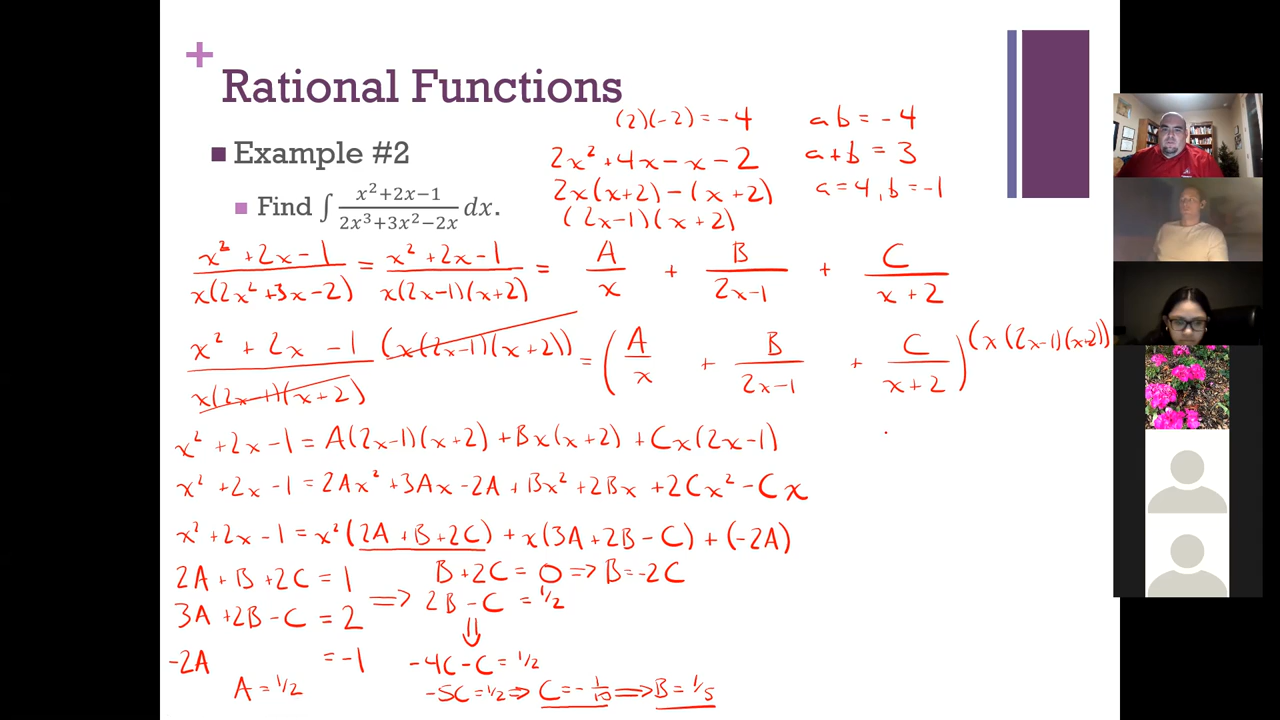 +
Rational Functions
(2)(-2) = -4
ab = -4
■ Example #2
2x² + 4x - x - 2
a + b = 3
2x(x+2) - (x+2)
a = 4, b = -1
■ Find ∫ (x²+2x−1)/(2x³+3x²−2x) dx.
(2x-1)(x+2)
(x² + 2x - 1)/(x(2x² + 3x - 2)) = (x² + 2x - 1)/(x(2x-1)(x+2)) = A/x + B/(2x-1) + C/(x+2)
(x² + 2x - 1)/(x(2x-1)(x+2)) (x(2x-1)(x+2)) = (A/x + B/(2x-1) + C/(x+2))(x(2x-1)(x+2))
x² + 2x - 1 = A(2x-1)(x+2) + Bx(x+2) + Cx(2x-1)
x² + 2x - 1 = 2Ax² + 3Ax - 2A + Bx² + 2Bx + 2Cx² - Cx
x² + 2x - 1 = x²(2A + B + 2C) + x(3A + 2B - C) + (-2A)
2A + B + 2C = 1
B + 2C = 0 => B = -2C
3A + 2B - C = 2
=> 2B - C = 1/2
⇓
-2A = -1
-4C - C = 1/2
A = 1/2
-5C = 1/2 => C = -1/10 => B = 1/5